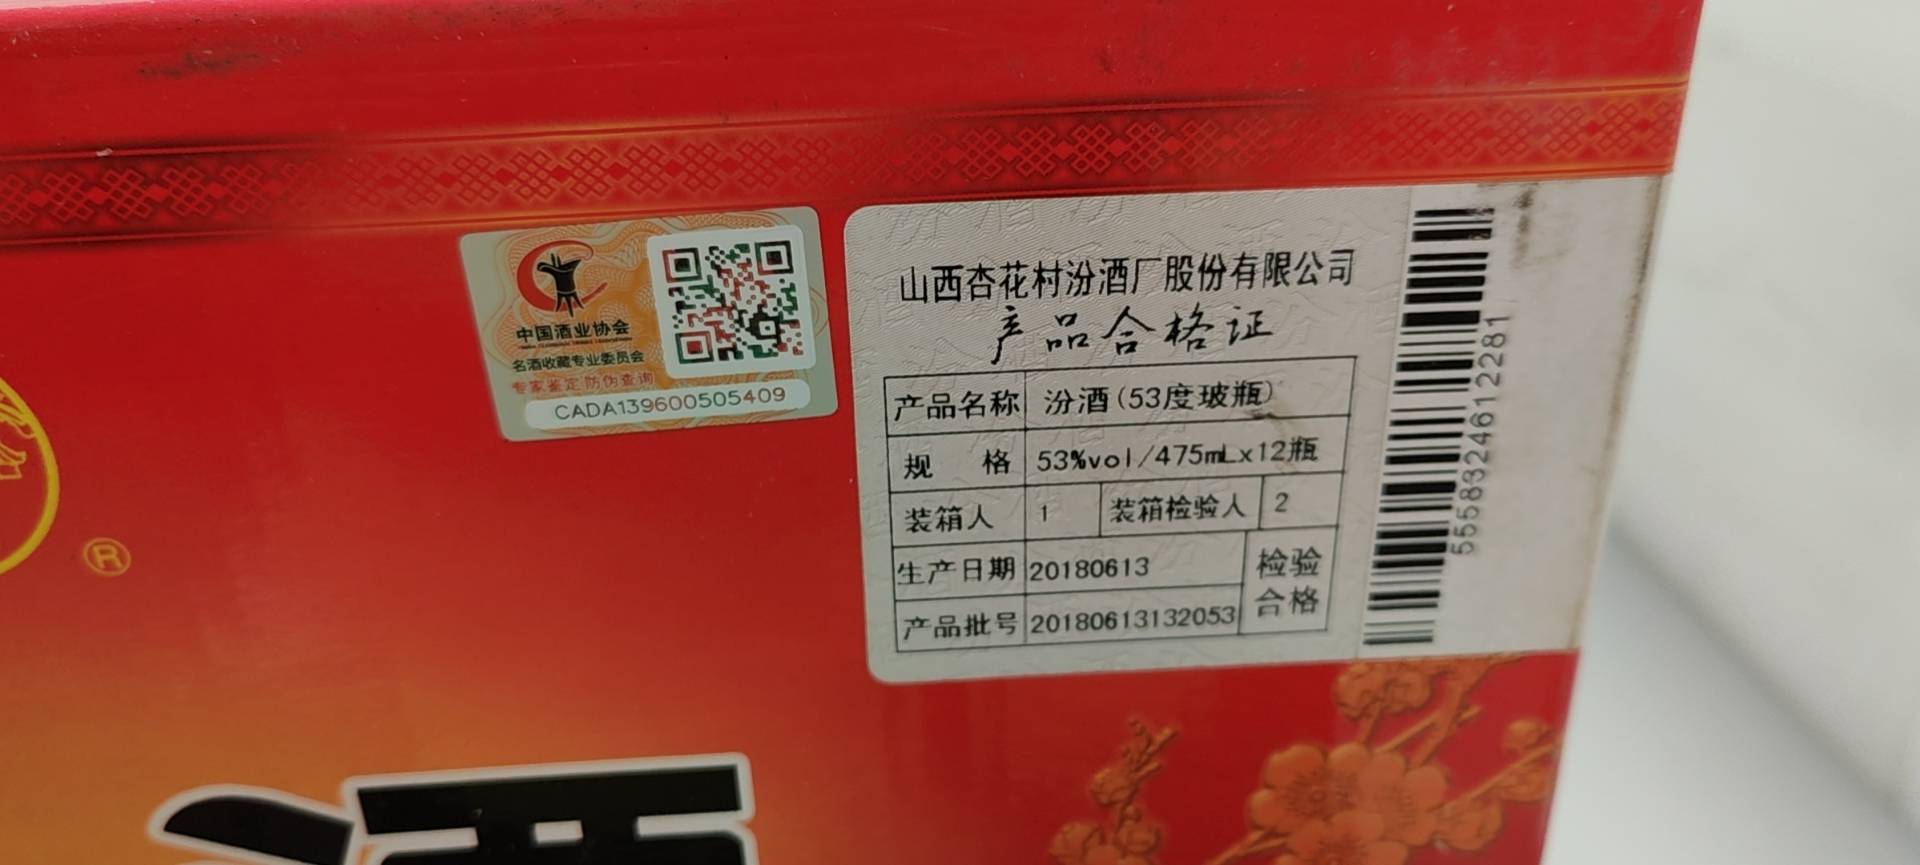 中国酒业协会
名酒收藏专业委员会
专家鉴定 防伪查询
CADA139600505409
山西杏花村汾酒厂股份有限公司
产品合格证
产品名称 汾酒(53度玻瓶)
规 格 53%vol/475mLx12瓶
装箱人 1 装箱检验人 2
生产日期 20180613 检验
产品批号 20180613132053 合格
5558324612281
®
酒